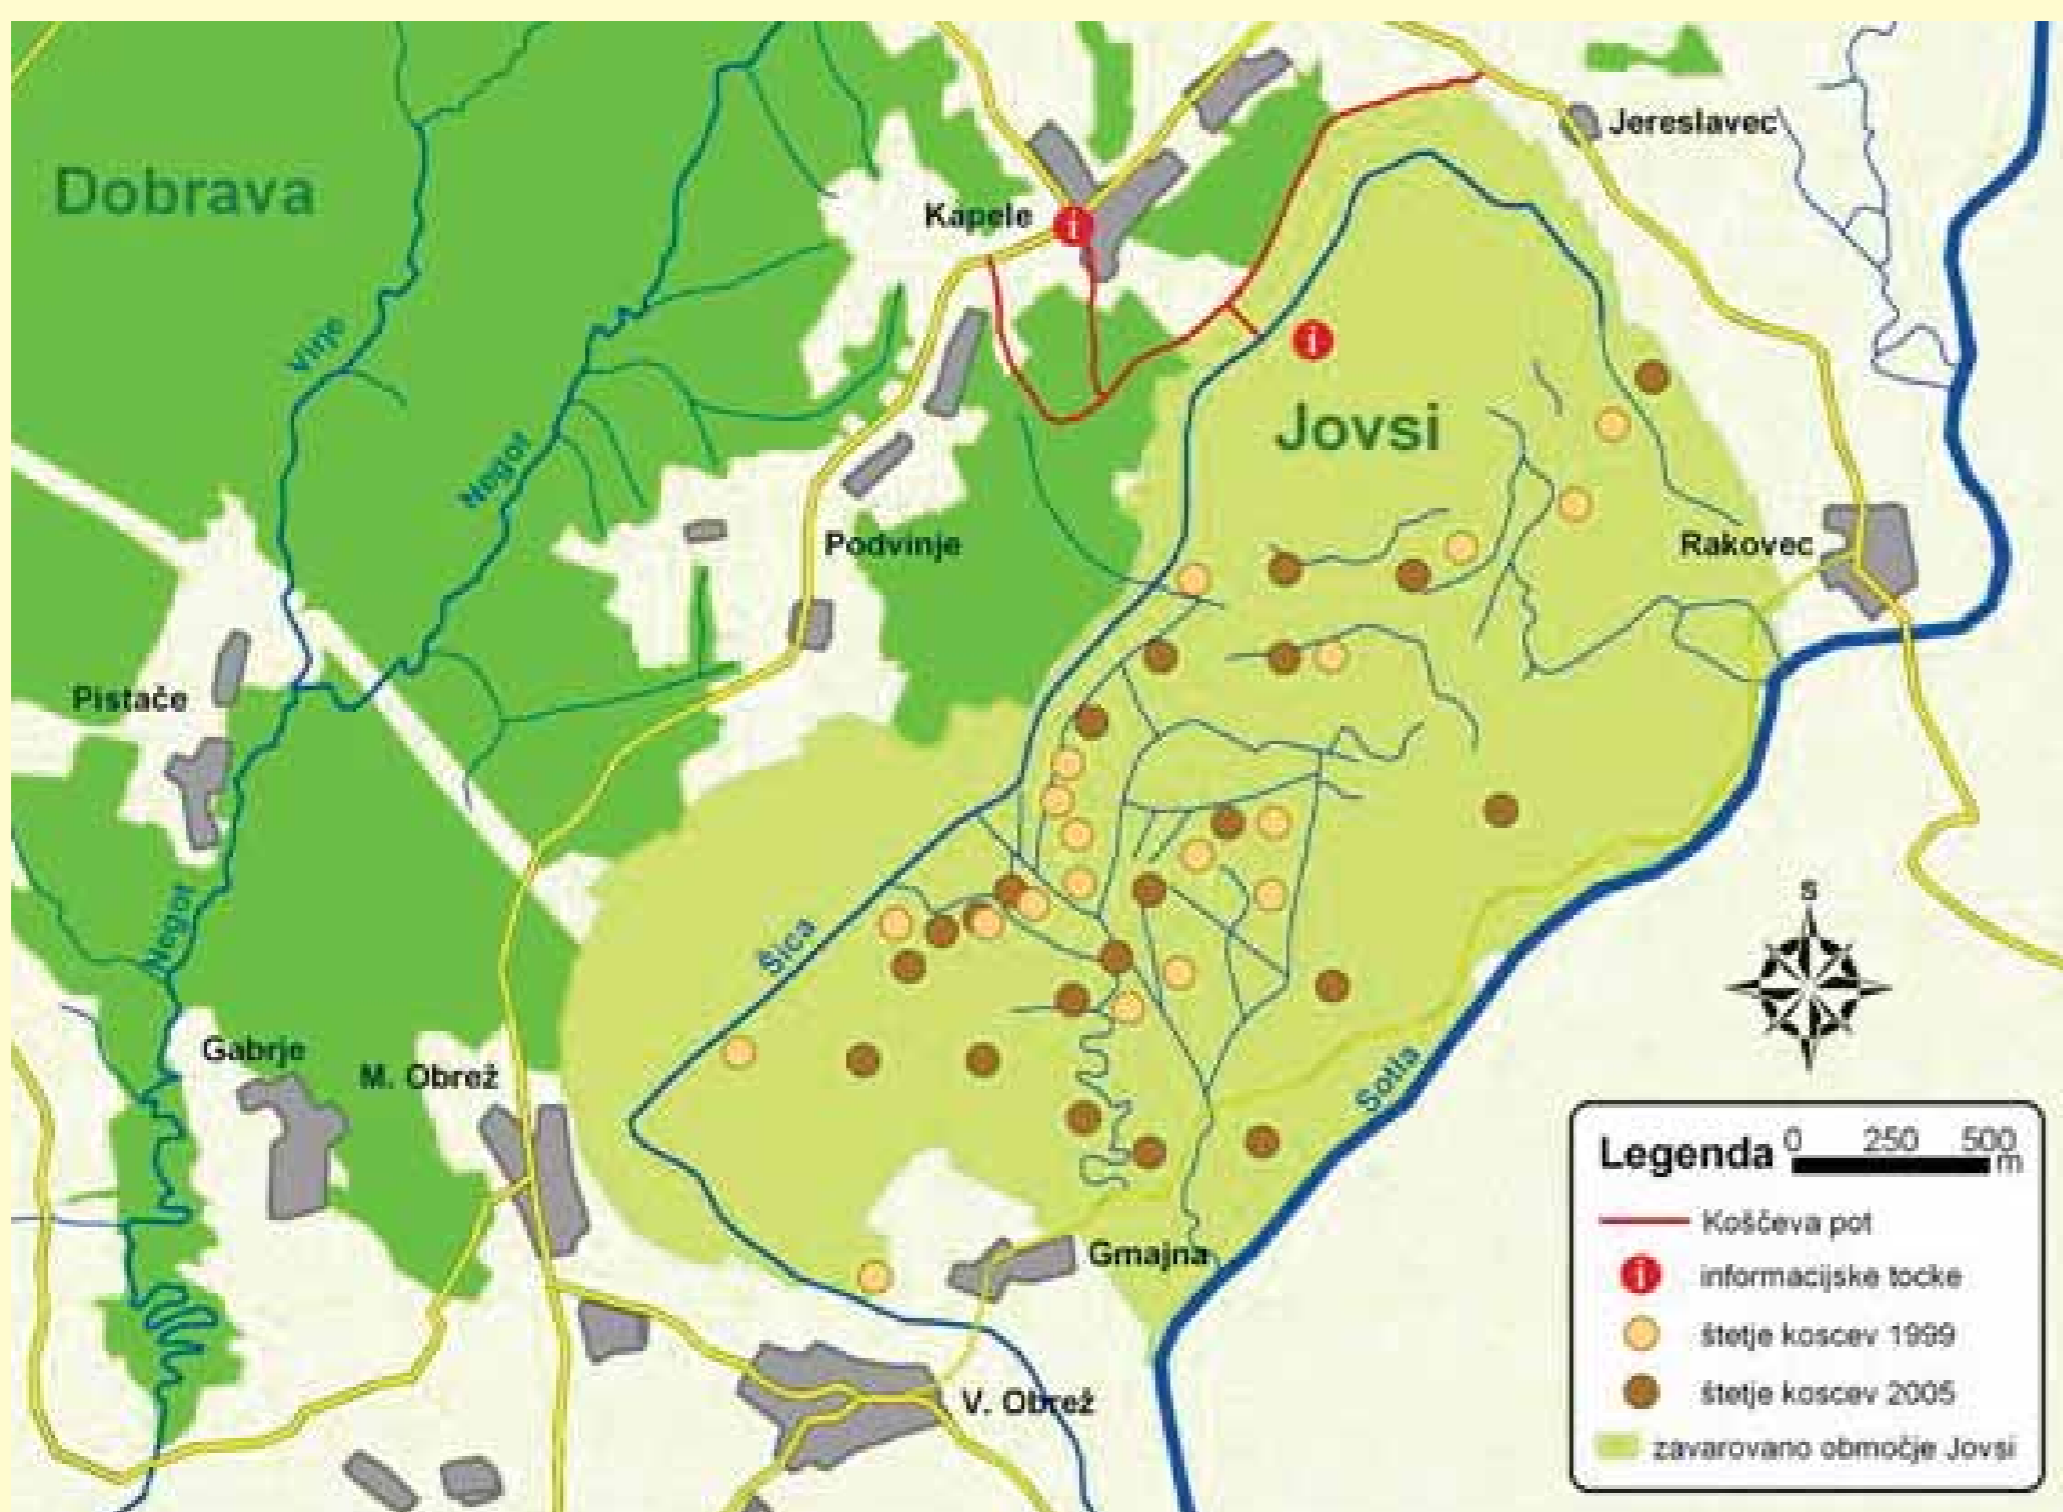 Dobrava
Jereslavec
Kapele
i
i
Virje
Jovsi
Negot
Podvinje
Rakovec
Pistače
S
Negot
Šica
Gabrje
M. Obrež
Sotla
Gmajna
V. Obrež
Legenda 0 250 500 m
Koščeva pot
i informacijske tocke
štetje koscev 1999
štetje koscev 2005
zavarovano območje Jovsi